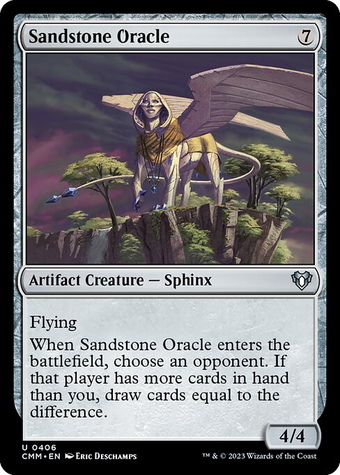 Sandstone Oracle 7
Artifact Creature — Sphinx
Flying
When Sandstone Oracle enters the
battlefield, choose an opponent. If
that player has more cards in hand
than you, draw cards equal to the
difference.
4/4
U 0406
CMM • EN Eric Deschamps ™ & © 2023 Wizards of the Coast